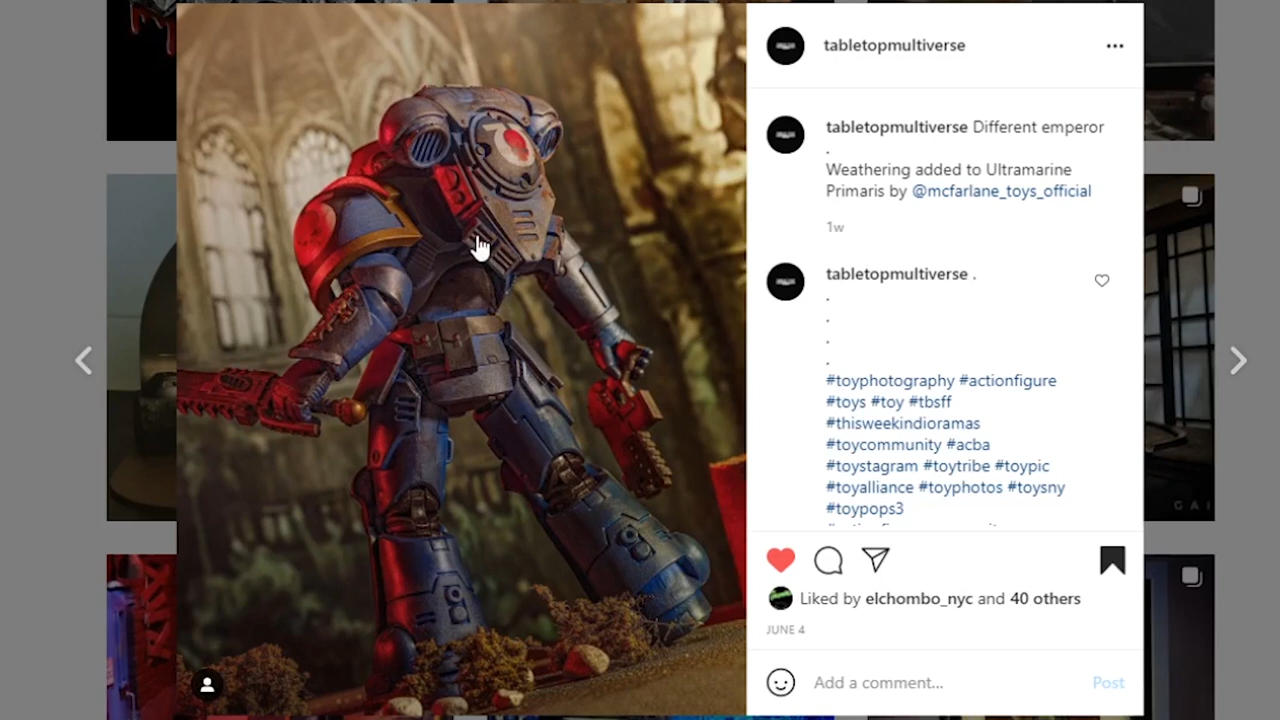 tabletopmultiverse
tabletopmultiverse Different emperor
.
Weathering added to Ultramarine
Primaris by @mcfarlane_toys_official
1w
tabletopmultiverse .
.
.
.
.
#toyphotography #actionfigure
#toys #toy #tbsff
#thisweekindioramas
#toycommunity #acba
#toystagram #toytribe #toypic
#toyalliance #toyphotos #toysny
#toypops3
Liked by elchombo_nyc and 40 others
JUNE 4
Add a comment... Post
GAI